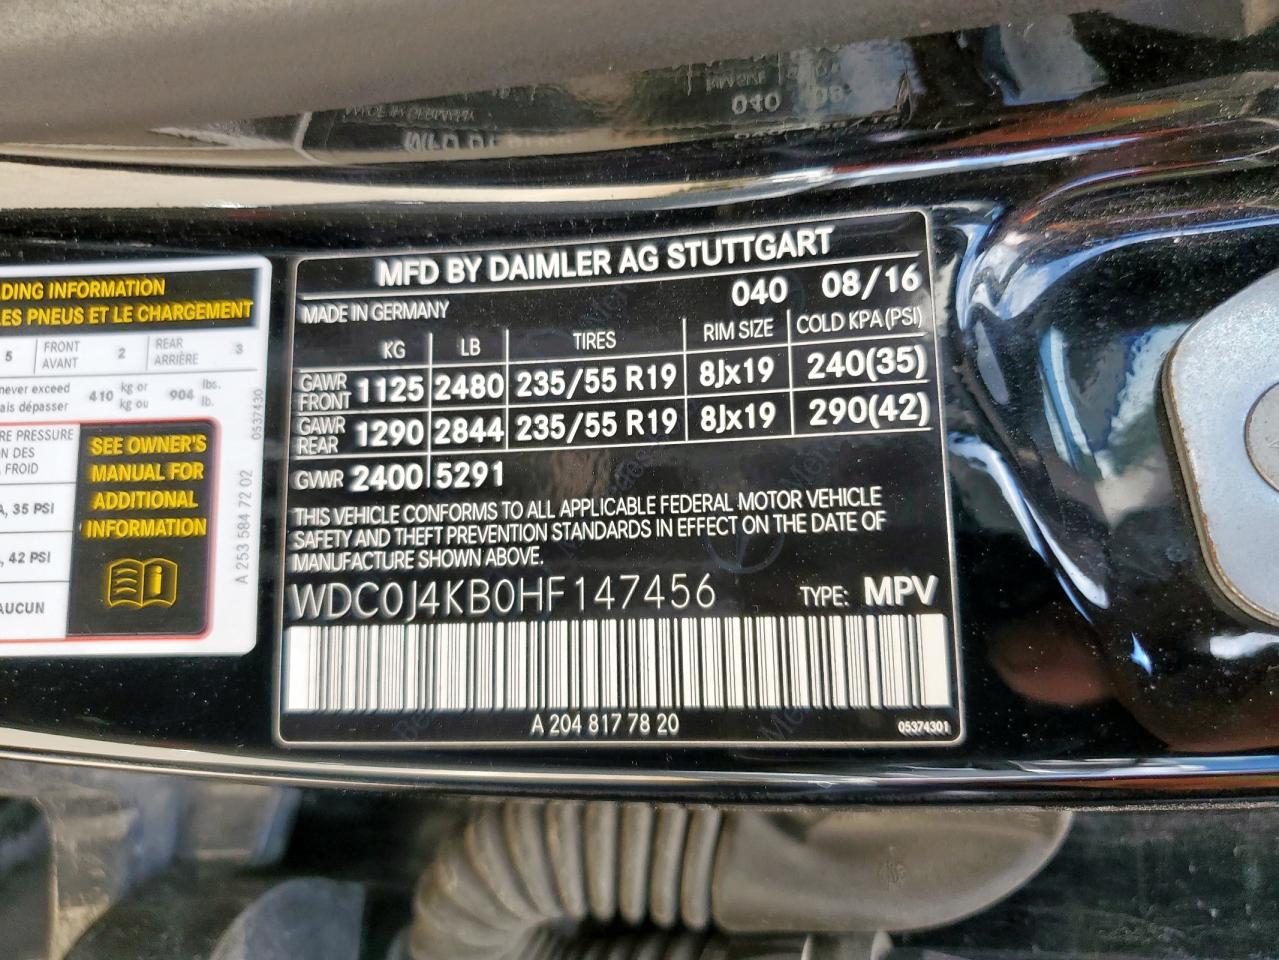 MFD BY DAIMLER AG STUTTGART
MADE IN GERMANY 040 08/16
KG LB TIRES RIM SIZE COLD KPA(PSI)
GAWR FRONT 1125 2480 235/55 R19 8Jx19 240(35)
GAWR REAR 1290 2844 235/55 R19 8Jx19 290(42)
GVWR 2400 5291
THIS VEHICLE CONFORMS TO ALL APPLICABLE FEDERAL MOTOR VEHICLE
SAFETY AND THEFT PREVENTION STANDARDS IN EFFECT ON THE DATE OF
MANUFACTURE SHOWN ABOVE.
WDC0J4KB0HF147456 TYPE: MPV
A 204 817 78 20 05374301
DING INFORMATION
LES PNEUS ET LE CHARGEMENT
5 FRONT AVANT 2 REAR ARRIÈRE 3
never exceed 410 kg or 904 lbs.
ais dépasser kg ou lb.
RE PRESSURE
ON DES
FROID
A, 35 PSI
, 42 PSI
AUCUN
SEE OWNER'S
MANUAL FOR
ADDITIONAL
INFORMATION
0537430
A 253 584 72 02